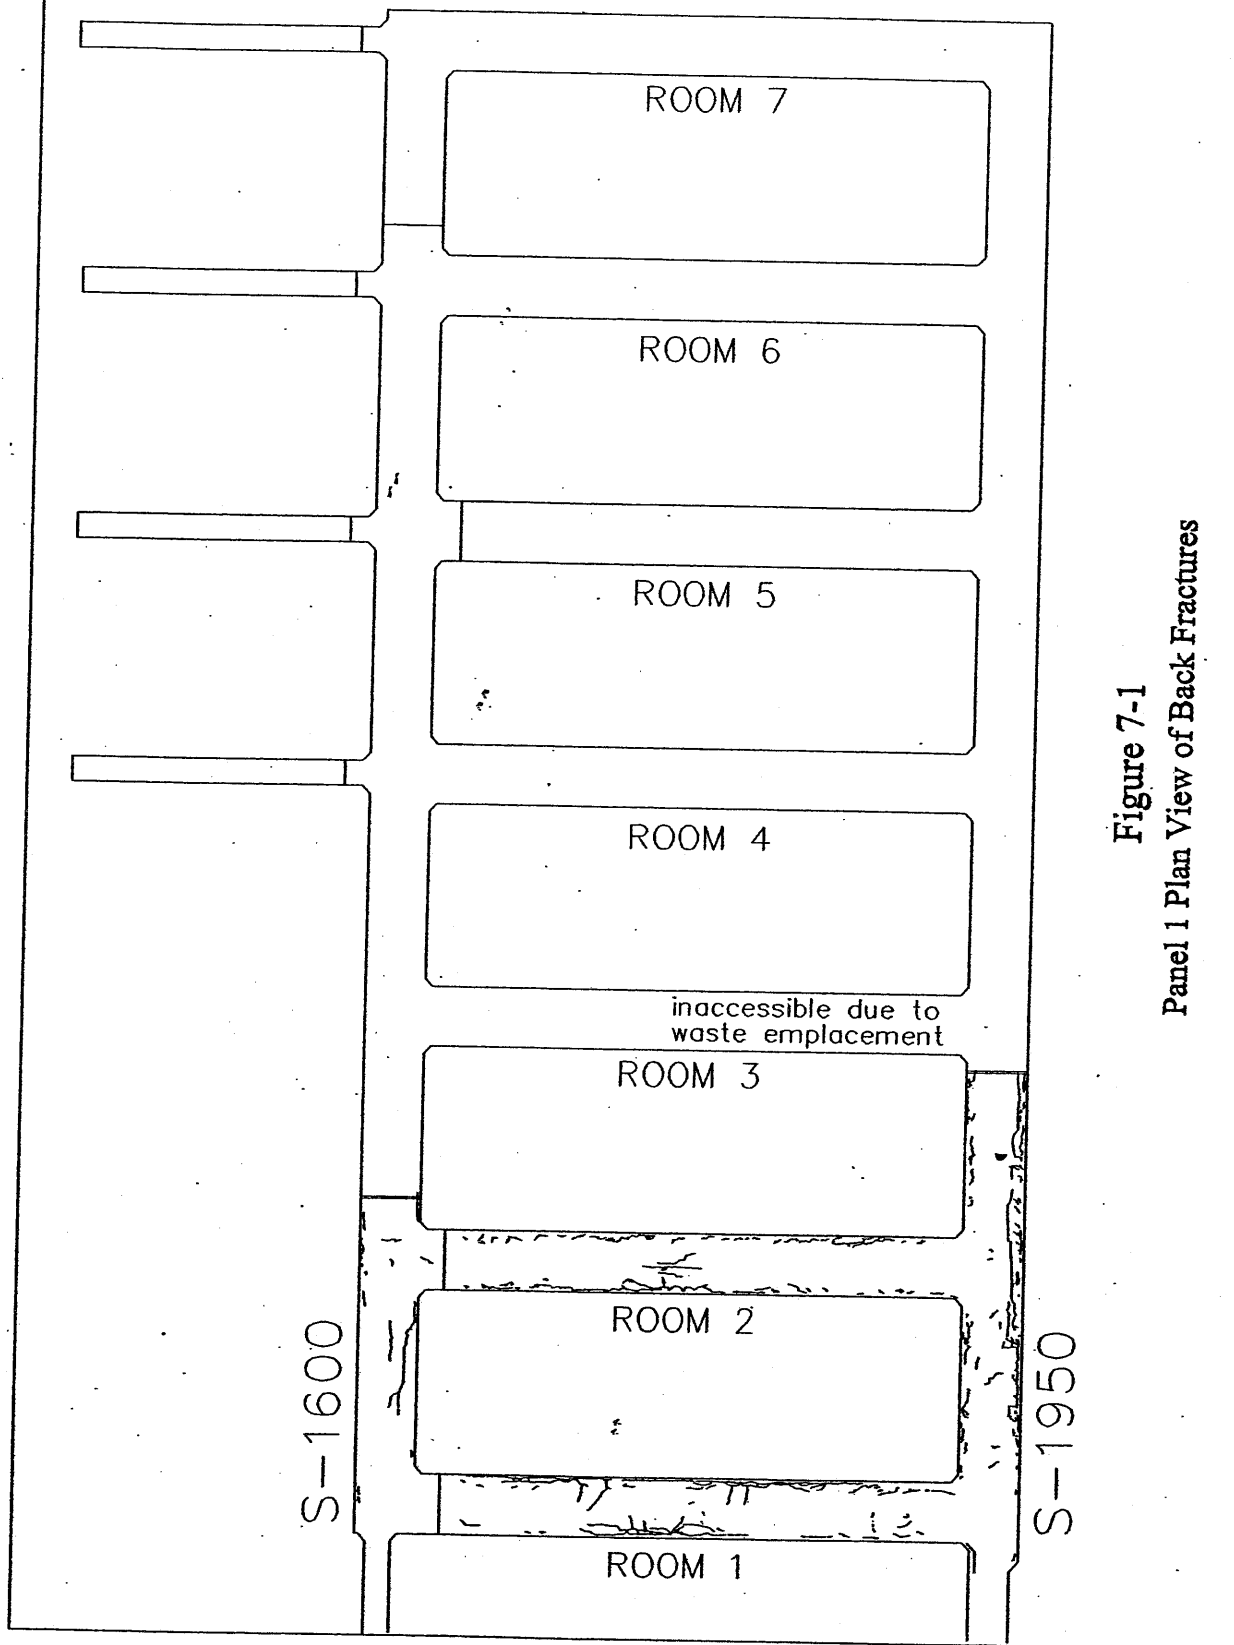 ROOM 7
ROOM 6
ROOM 5
ROOM 4
inaccessible due to
waste emplacement
ROOM 3
ROOM 2
ROOM 1
S-1600
S-1950
Figure 7-1
Panel 1 Plan View of Back Fractures